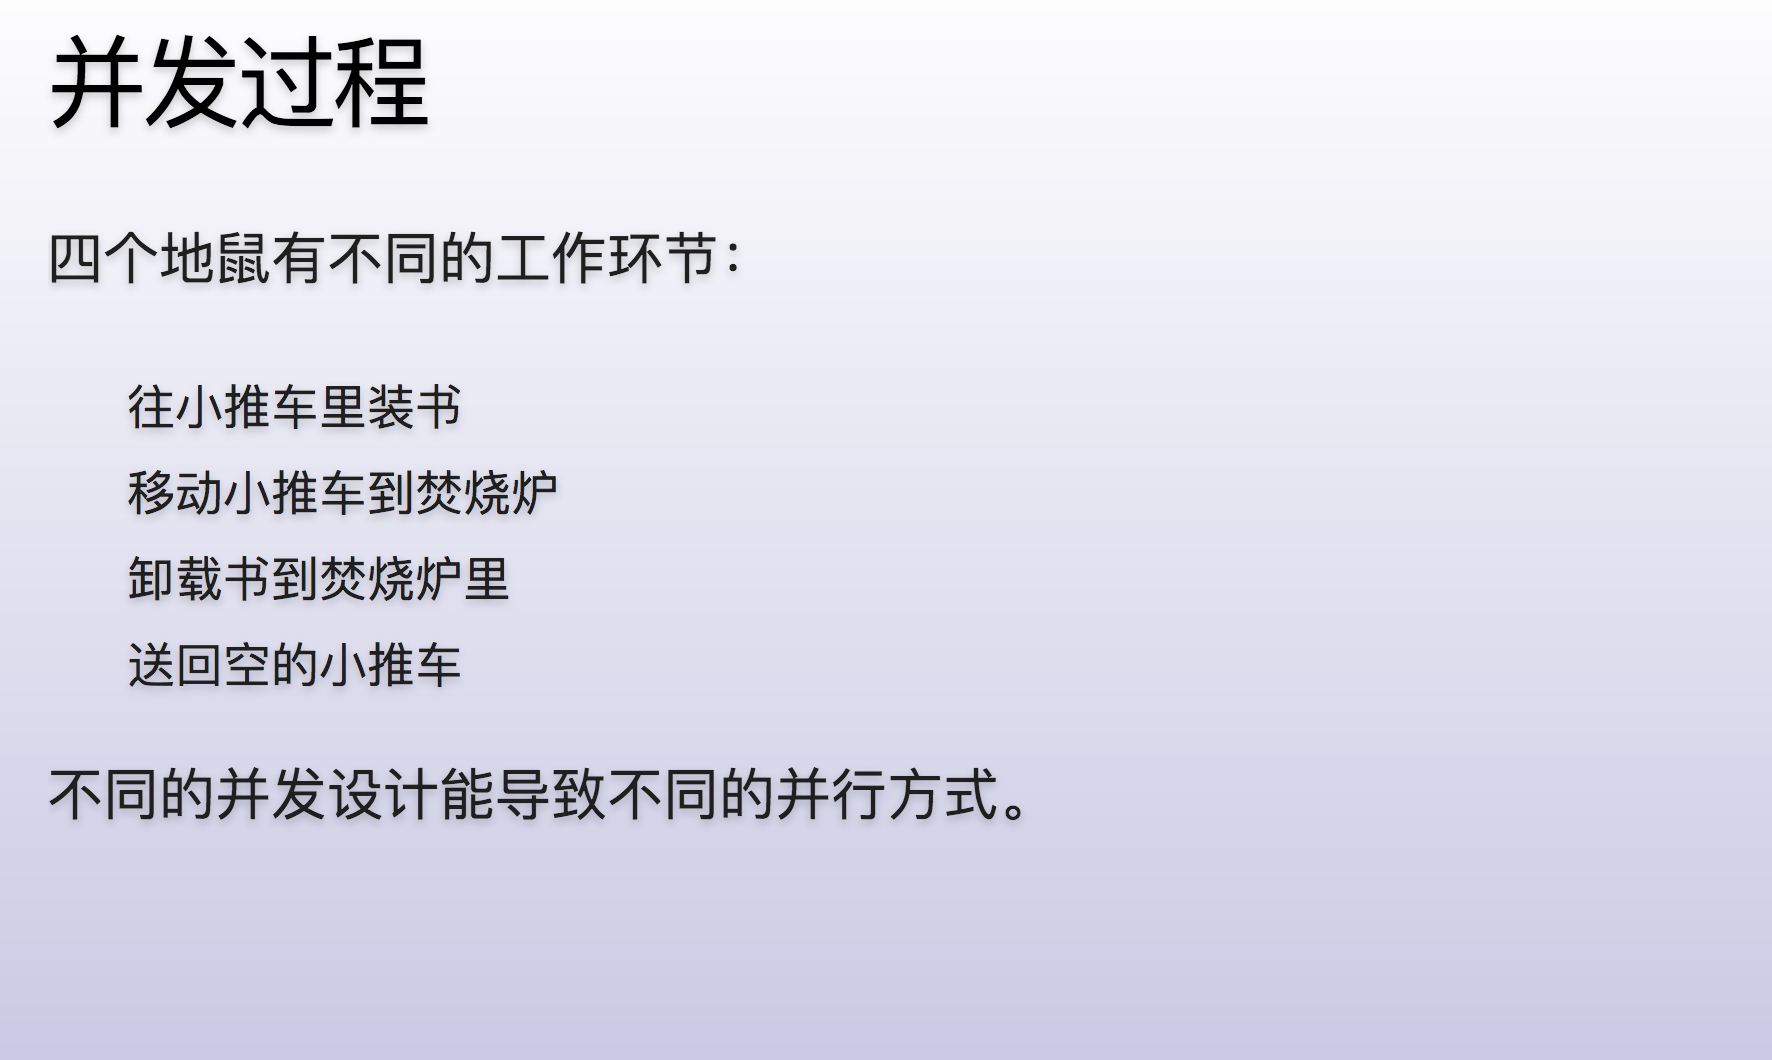 并发过程
四个地鼠有不同的工作环节：
往小推车里装书
移动小推车到焚烧炉
卸载书到焚烧炉里
送回空的小推车
不同的并发设计能导致不同的并行方式。